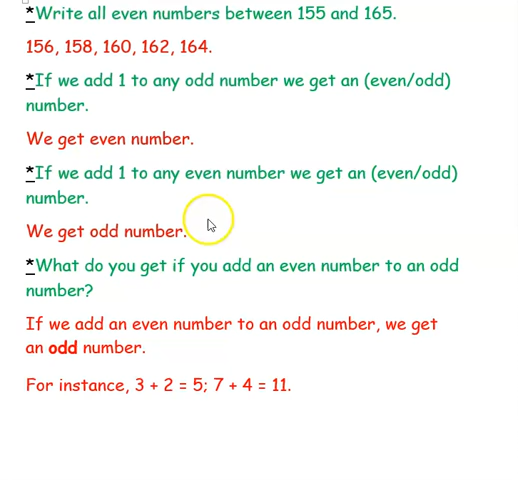 *Write all even numbers between 155 and 165.
156, 158, 160, 162, 164.
*If we add 1 to any odd number we get an (even/odd)
number.
We get even number.
*If we add 1 to any even number we get an (even/odd)
number.
We get odd number.
*What do you get if you add an even number to an odd
number?
If we add an even number to an odd number, we get
an odd number.
For instance, 3 + 2 = 5; 7 + 4 = 11.